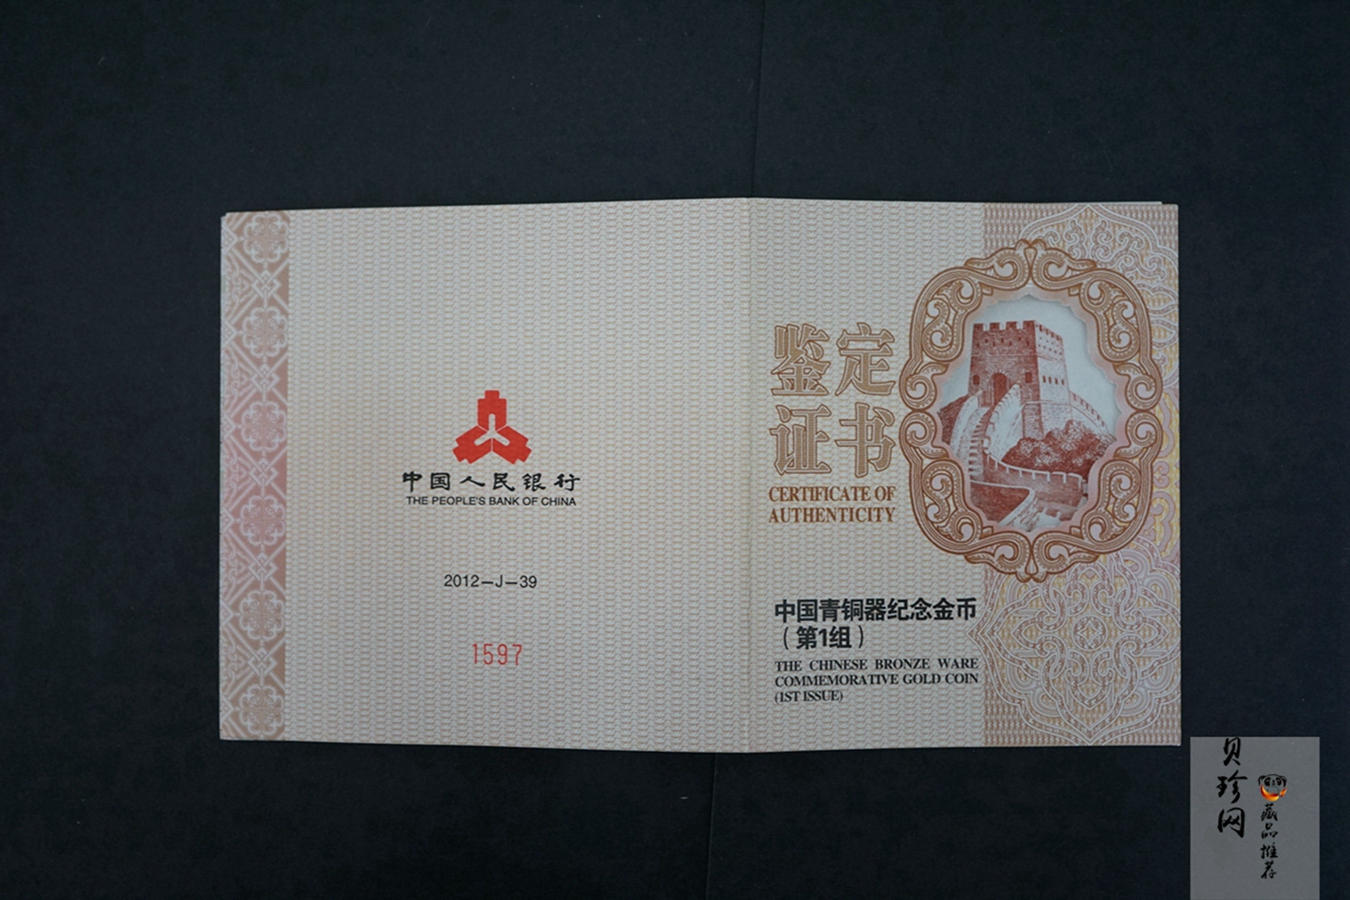 中国人民银行
THE PEOPLE'S BANK OF CHINA
2012-J-39
1597
鉴定
证书
CERTIFICATE OF
AUTHENTICITY
中国青铜器纪念金币
（第1组）
THE CHINESE BRONZE WARE
COMMEMORATIVE GOLD COIN
(1ST ISSUE)
贝珍网
藏品推荐